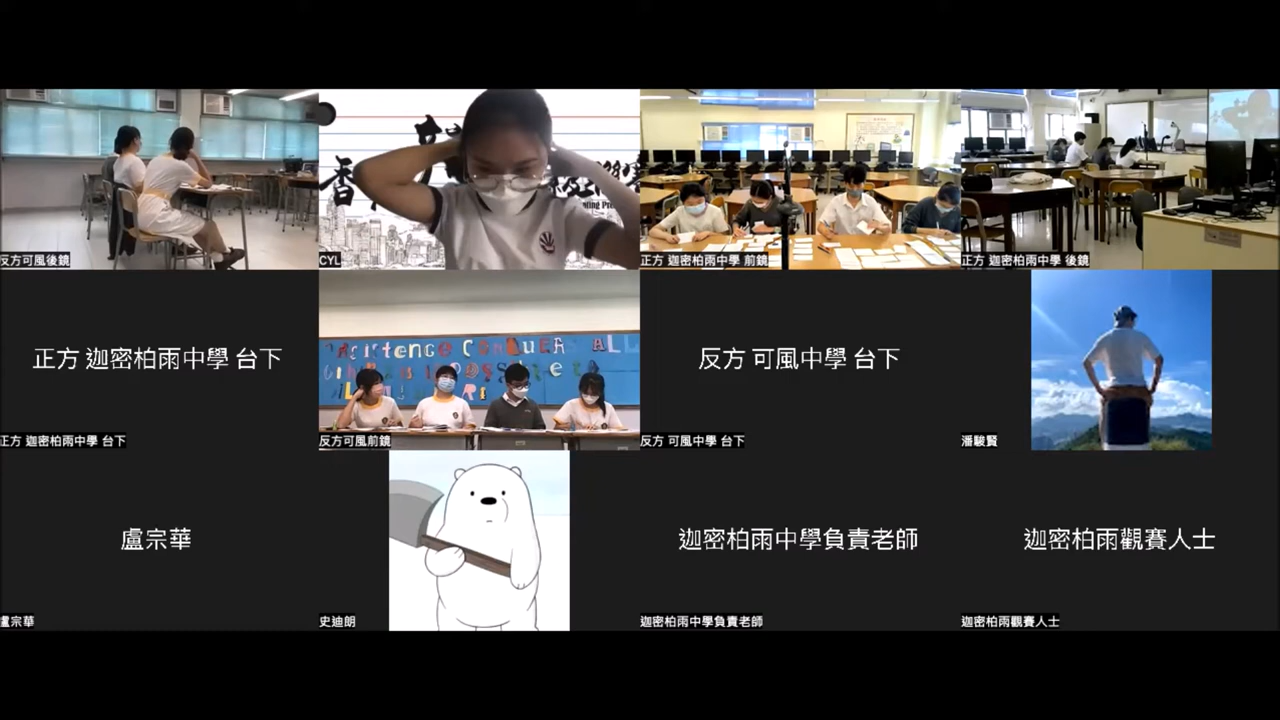 反方可風後鏡
香
CYL
正方 迦密柏雨中學 前鏡
正方 迦密柏雨中學 後鏡
正方 迦密柏雨中學 台下
正方 迦密柏雨中學 台下
CONQUER ALL
反方可風前鏡
反方 可風中學 台下
反方 可風中學 台下
潘駿賢
盧宗華
盧宗華
史迪朗
迦密柏雨中學負責老師
迦密柏雨中學負責老師
迦密柏雨觀賽人士
迦密柏雨觀賽人士